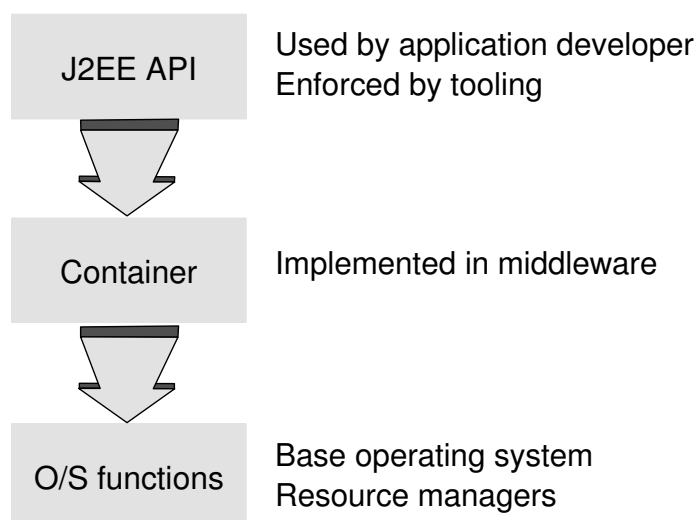 J2EE API
Used by application developer
Enforced by tooling
Container
Implemented in middleware
O/S functions
Base operating system
Resource managers